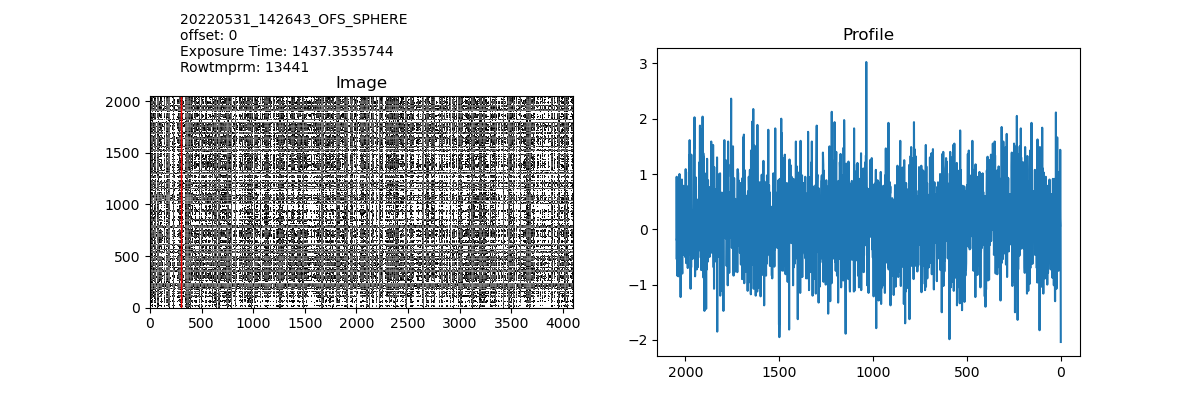 20220531_142643_OFS_SPHERE
offset: 0
Exposure Time: 1437.3535744
Rowtmprm: 13441
Image
2000
1500
1000
500
0
0 500 1000 1500 2000 2500 3000 3500 4000
Profile
3
2
1
0
−1
−2
2000 1500 1000 500 0